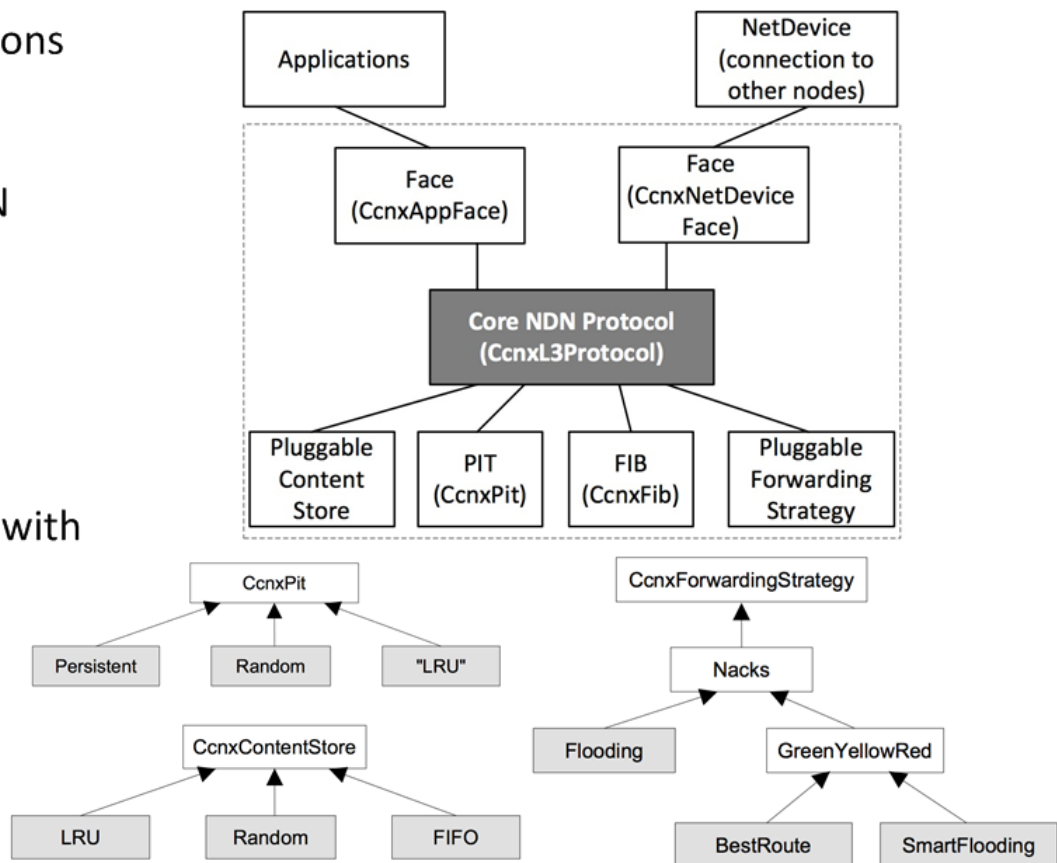 ons
Applications
NetDevice
(connection to
other nodes)
Face
(CcnxAppFace)
Face
(CcnxNetDevice
Face)
Core NDN Protocol
(CcnxL3Protocol)
Pluggable
Content
Store
PIT
(CcnxPit)
FIB
(CcnxFib)
Pluggable
Forwarding
Strategy
with
CcnxPit
Persistent
Random
"LRU"
CcnxContentStore
LRU
Random
FIFO
CcnxForwardingStrategy
Nacks
Flooding
GreenYellowRed
BestRoute
SmartFlooding